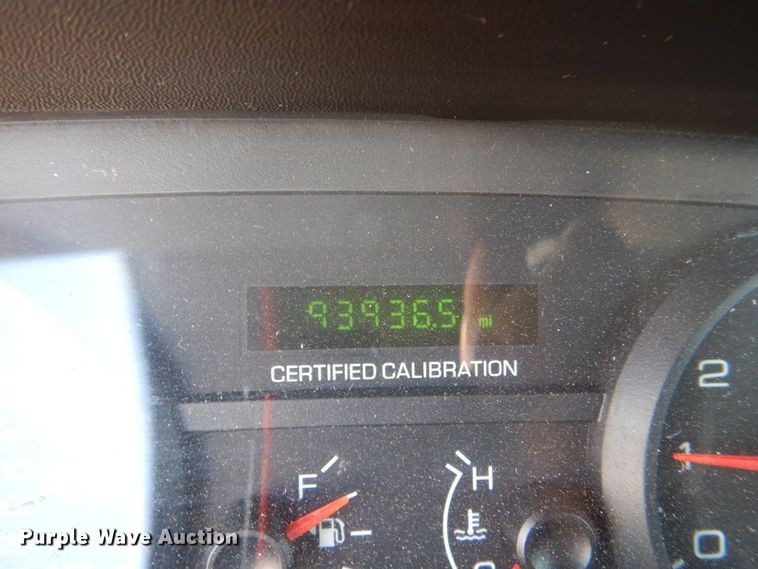 93936.5 mi
CERTIFIED CALIBRATION
2
F
H
1
0
Purple Wave Auction®